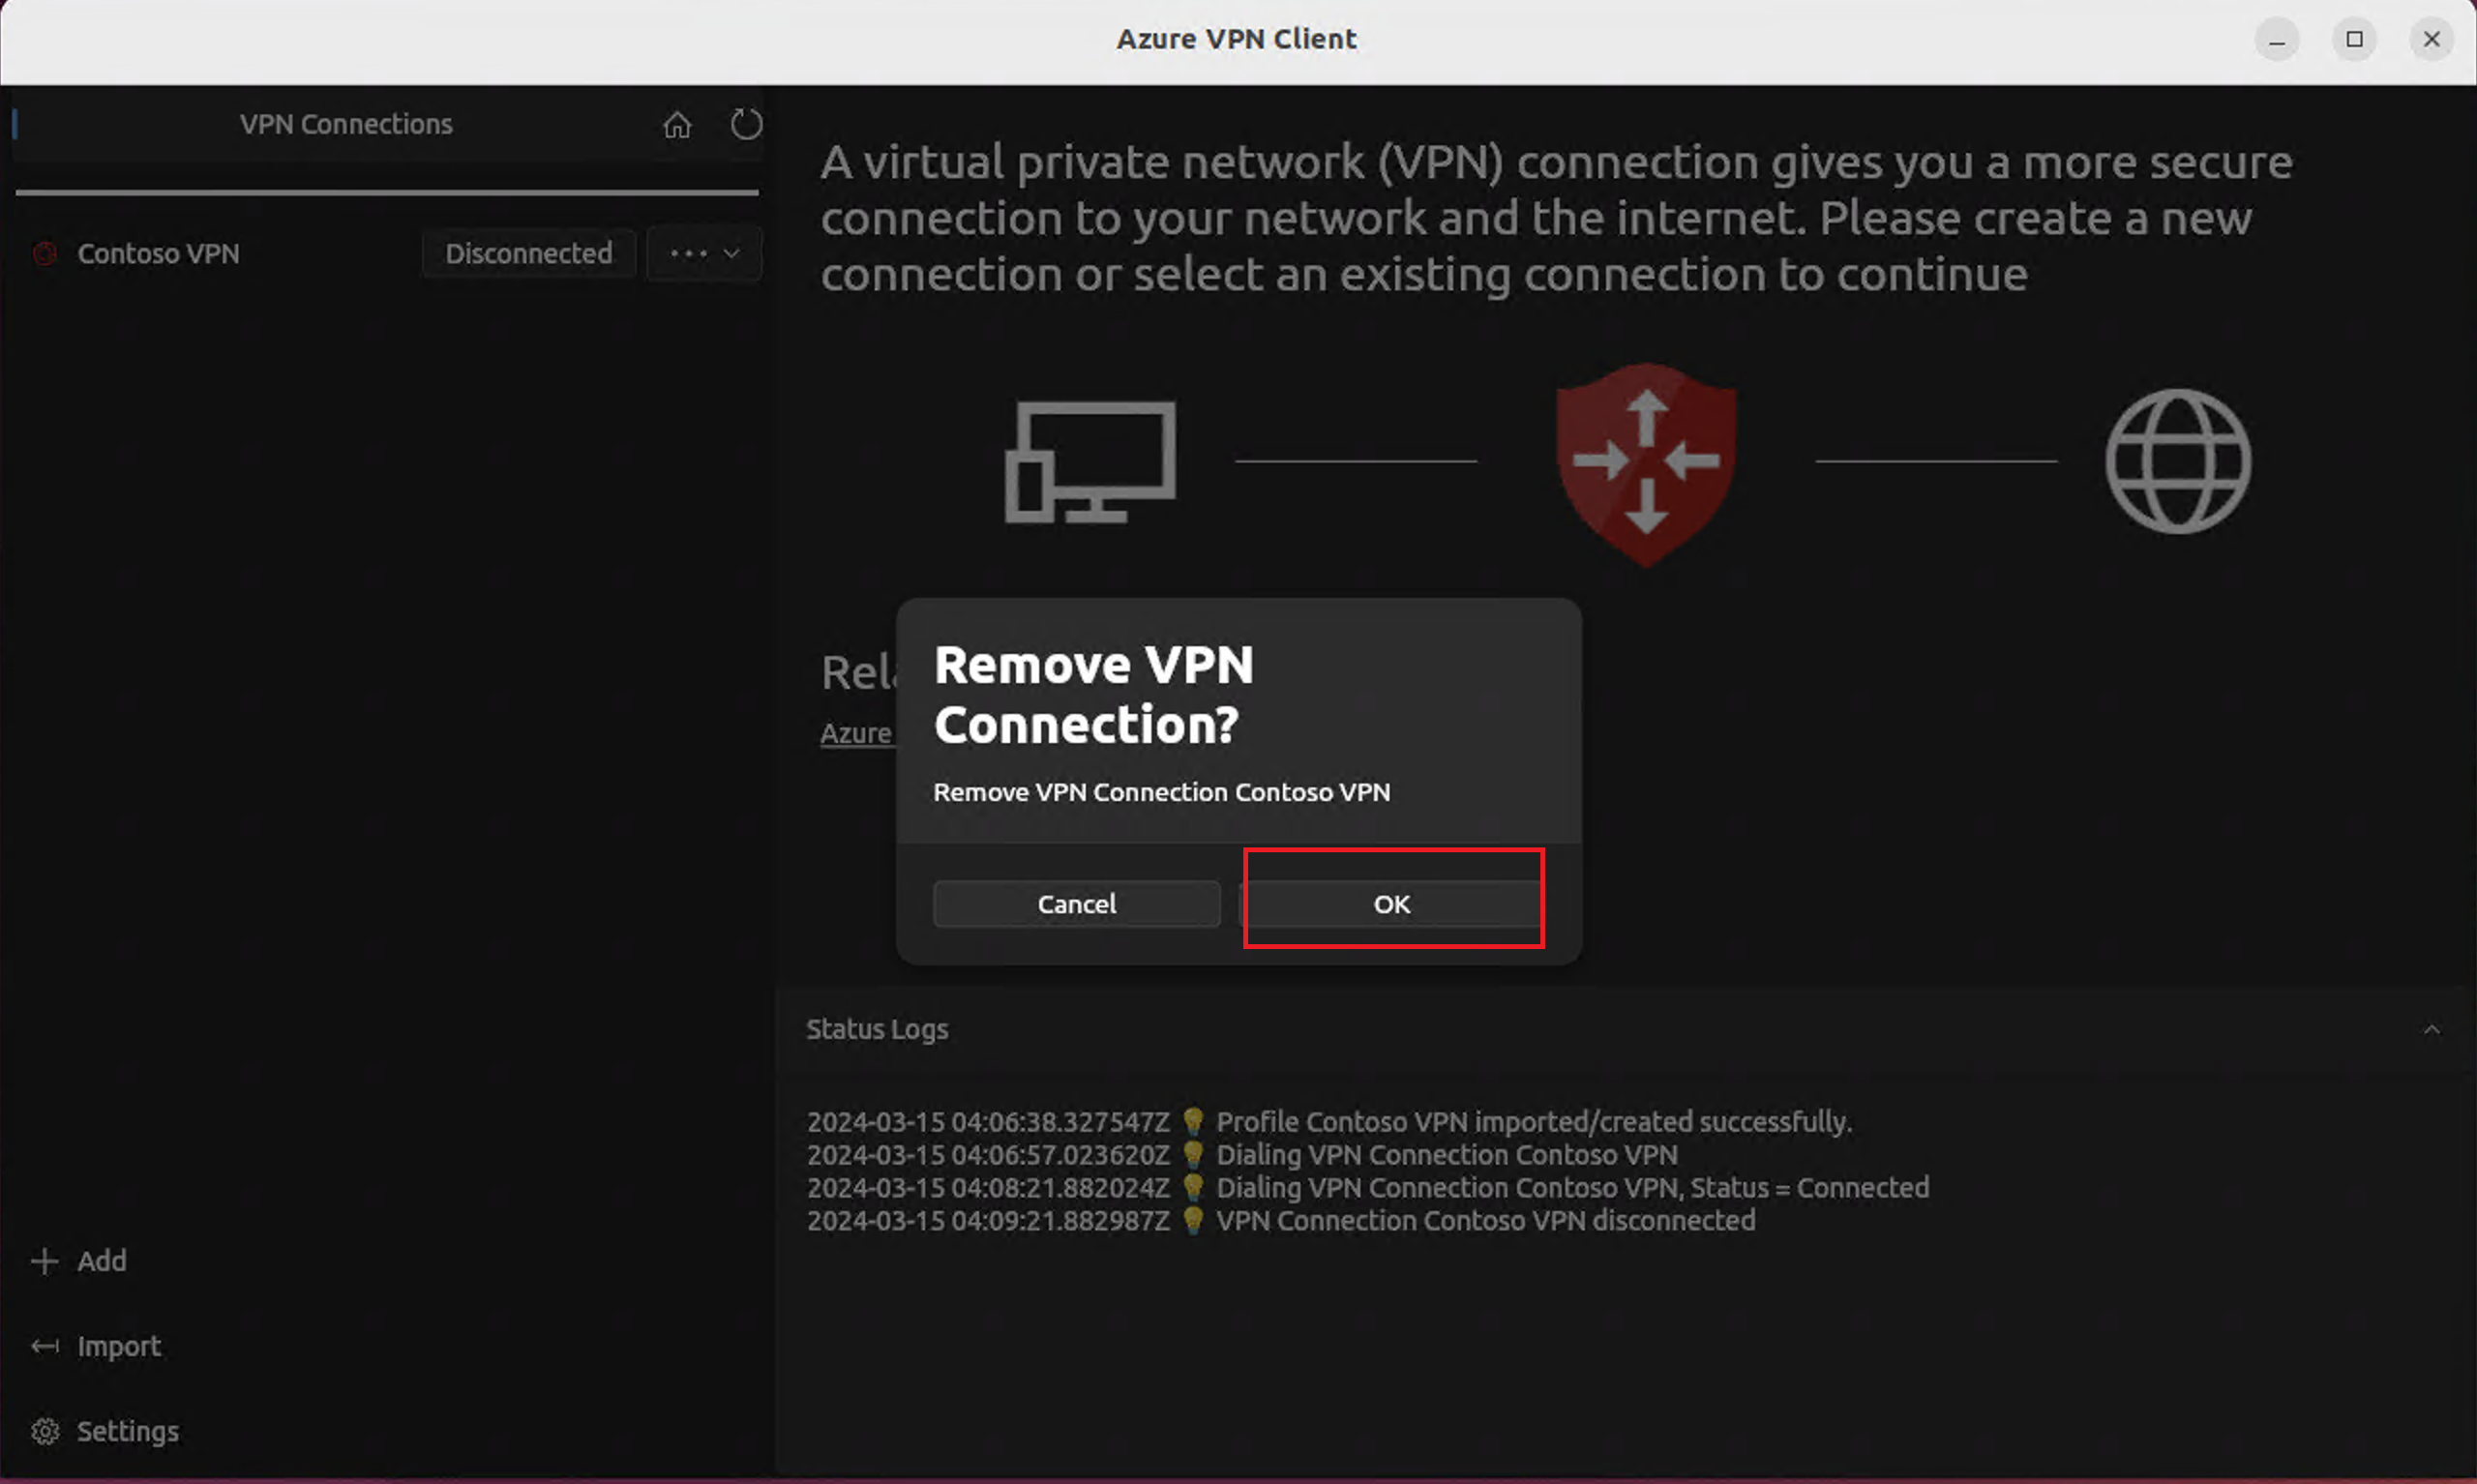 Azure VPN Client
VPN Connections
Contoso VPN
Disconnected
A virtual private network (VPN) connection gives you a more secure
connection to your network and the internet. Please create a new
connection or select an existing connection to continue
Rela
Azure
Remove VPN
Connection?
Remove VPN Connection Contoso VPN
Cancel
OK
Status Logs
2024-03-15 04:06:38.327547Z 💡 Profile Contoso VPN imported/created successfully.
2024-03-15 04:06:57.023620Z 💡 Dialing VPN Connection Contoso VPN
2024-03-15 04:08:21.882024Z 💡 Dialing VPN Connection Contoso VPN, Status = Connected
2024-03-15 04:09:21.882987Z 💡 VPN Connection Contoso VPN disconnected
Add
Import
Settings